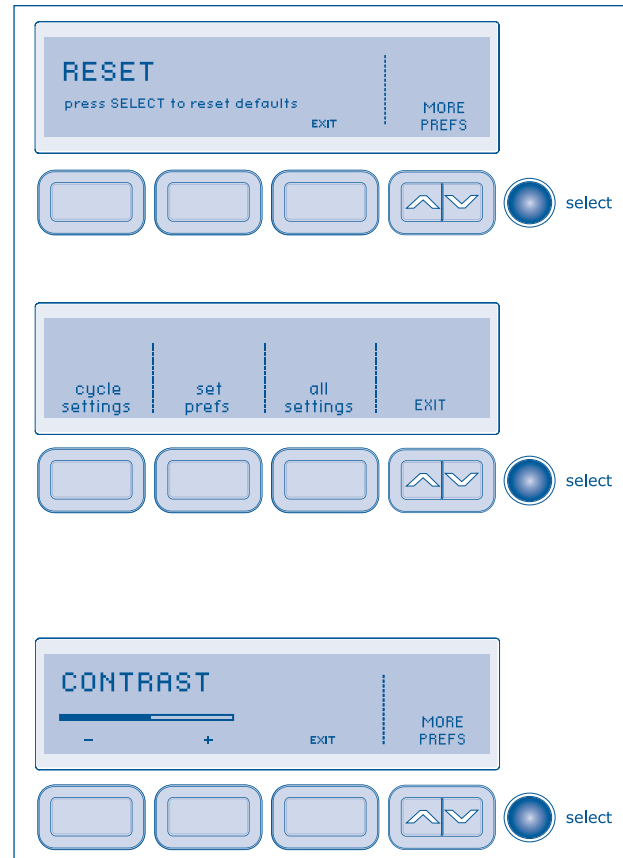 RESET
press SELECT to reset defaults
EXIT
MORE
PREFS
select
cycle
settings
set
prefs
all
settings
EXIT
select
CONTRAST
- +
EXIT
MORE
PREFS
select